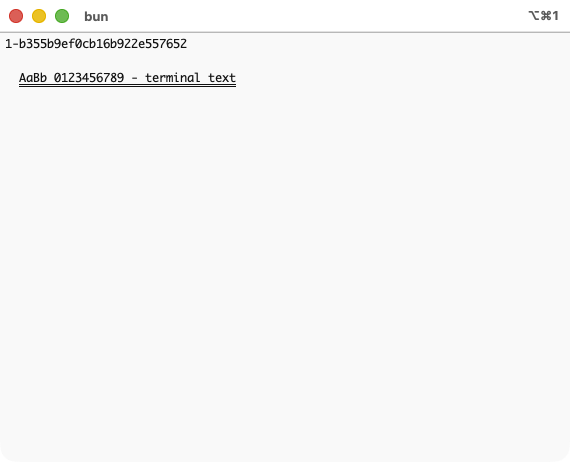 bun ⌥⌘1
1-b355b9ef0cb16b922e557652
AaBb 0123456789 - terminal text